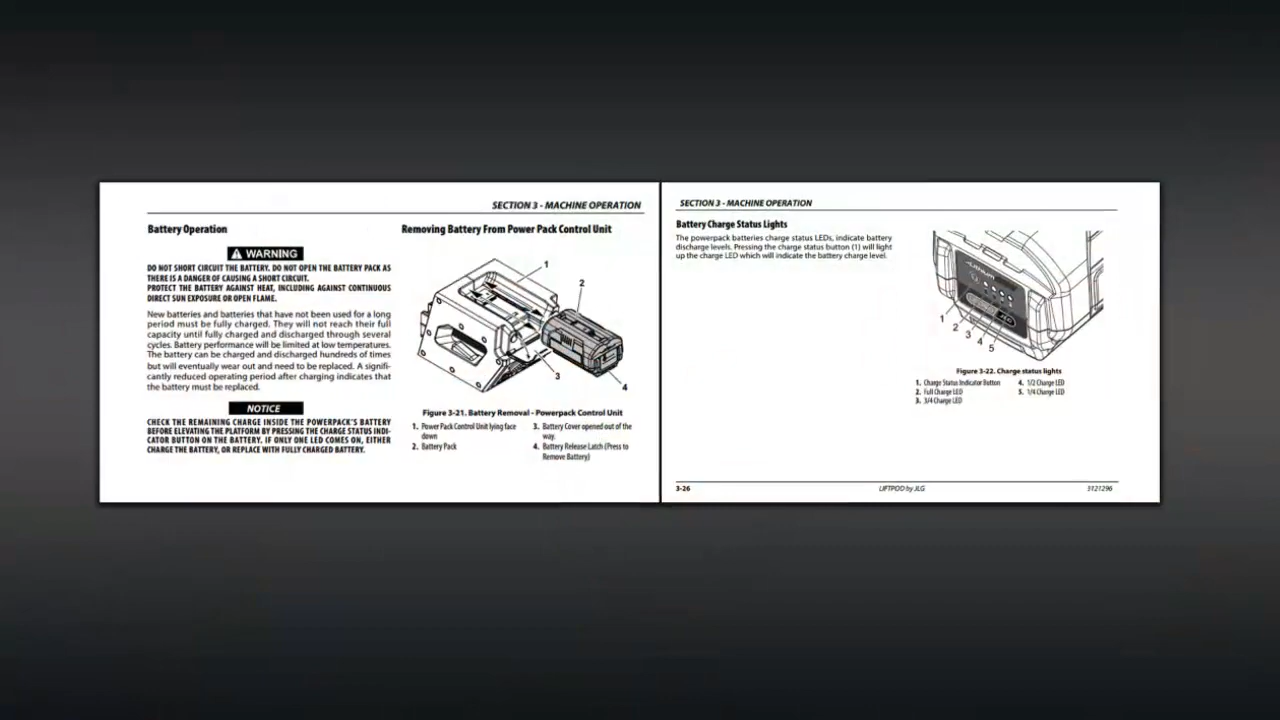 SECTION 3 - MACHINE OPERATION
Battery Operation
WARNING
DO NOT SHORT CIRCUIT THE BATTERY. DO NOT OPEN THE BATTERY PACK AS
THERE IS A DANGER OF CAUSING A SHORT CIRCUIT.
PROTECT THE BATTERY AGAINST HEAT, INCLUDING AGAINST CONTINUOUS
DIRECT SUN EXPOSURE OR OPEN FLAME.
New batteries and batteries that have not been used for a long
period must be fully charged. They will not reach their full
capacity until fully charged and discharged through several
cycles. Battery performance will be limited at low temperatures.
The battery can be charged and discharged hundreds of times
but will eventually wear out and need to be replaced. A signifi-
cantly reduced operating period after charging indicates that
the battery must be replaced.
NOTICE
CHECK THE REMAINING CHARGE INSIDE THE POWERPACK'S BATTERY
BEFORE ELEVATING THE PLATFORM BY PRESSING THE CHARGE STATUS INDI-
CATOR BUTTON ON THE BATTERY. IF ONLY ONE LED COMES ON, EITHER
CHARGE THE BATTERY, OR REPLACE WITH FULLY CHARGED BATTERY.
Removing Battery From Power Pack Control Unit
1
2
3
4
Figure 3-21. Battery Removal - Powerpack Control Unit
1. Power Pack Control Unit lying face
down
2. Battery Pack
3. Battery Cover opened out of the
way.
4. Battery Release Latch (Press to
Remove Battery)
SECTION 3 - MACHINE OPERATION
Battery Charge Status Lights
The powerpack batteries charge status LEDs, indicate battery
discharge levels. Pressing the charge status button (1) will light
up the charge LED which will indicate the battery charge level.
Lithium
JLG
1
2
3
4
5
Figure 3-22. Charge status lights
1. Charge Status Indicator Button
2. Full Charge LED
3. 3/4 Charge LED
4. 1/2 Charge LED
5. 1/4 Charge LED
3-26
LIFTPOD by JLG
3121296